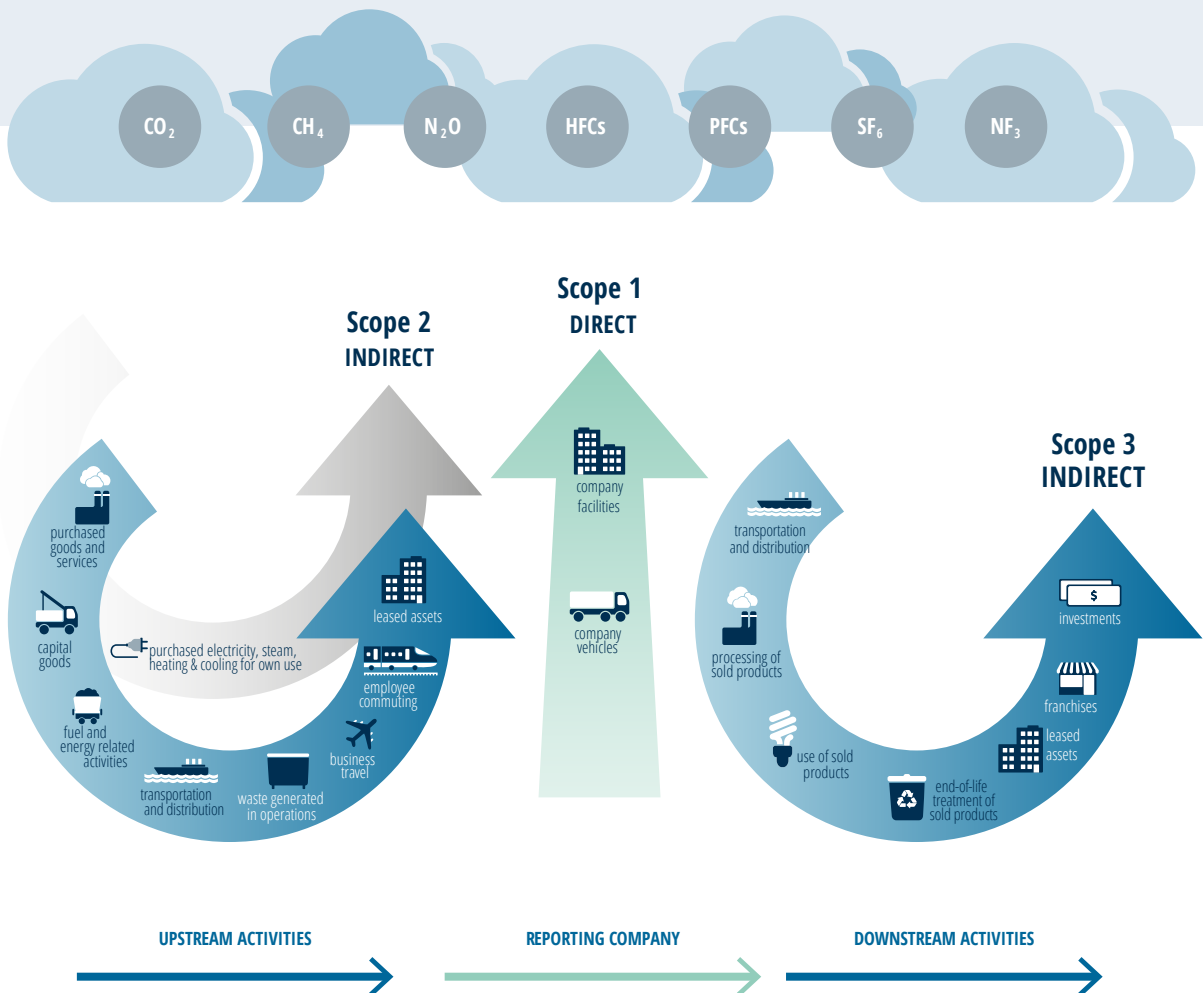 CO₂
CH₄
N₂O
HFCs
PFCs
SF₆
NF₃
Scope 2
INDIRECT
Scope 1
DIRECT
Scope 3
INDIRECT
purchased
goods and
services
capital
goods
fuel and
energy related
activities
transportation
and distribution
waste generated
in operations
business
travel
employee
commuting
leased assets
purchased electricity, steam,
heating & cooling for own use
company
facilities
company
vehicles
transportation
and distribution
processing of
sold products
use of sold
products
end-of-life
treatment of
sold products
leased
assets
franchises
$
investments
UPSTREAM ACTIVITIES
REPORTING COMPANY
DOWNSTREAM ACTIVITIES